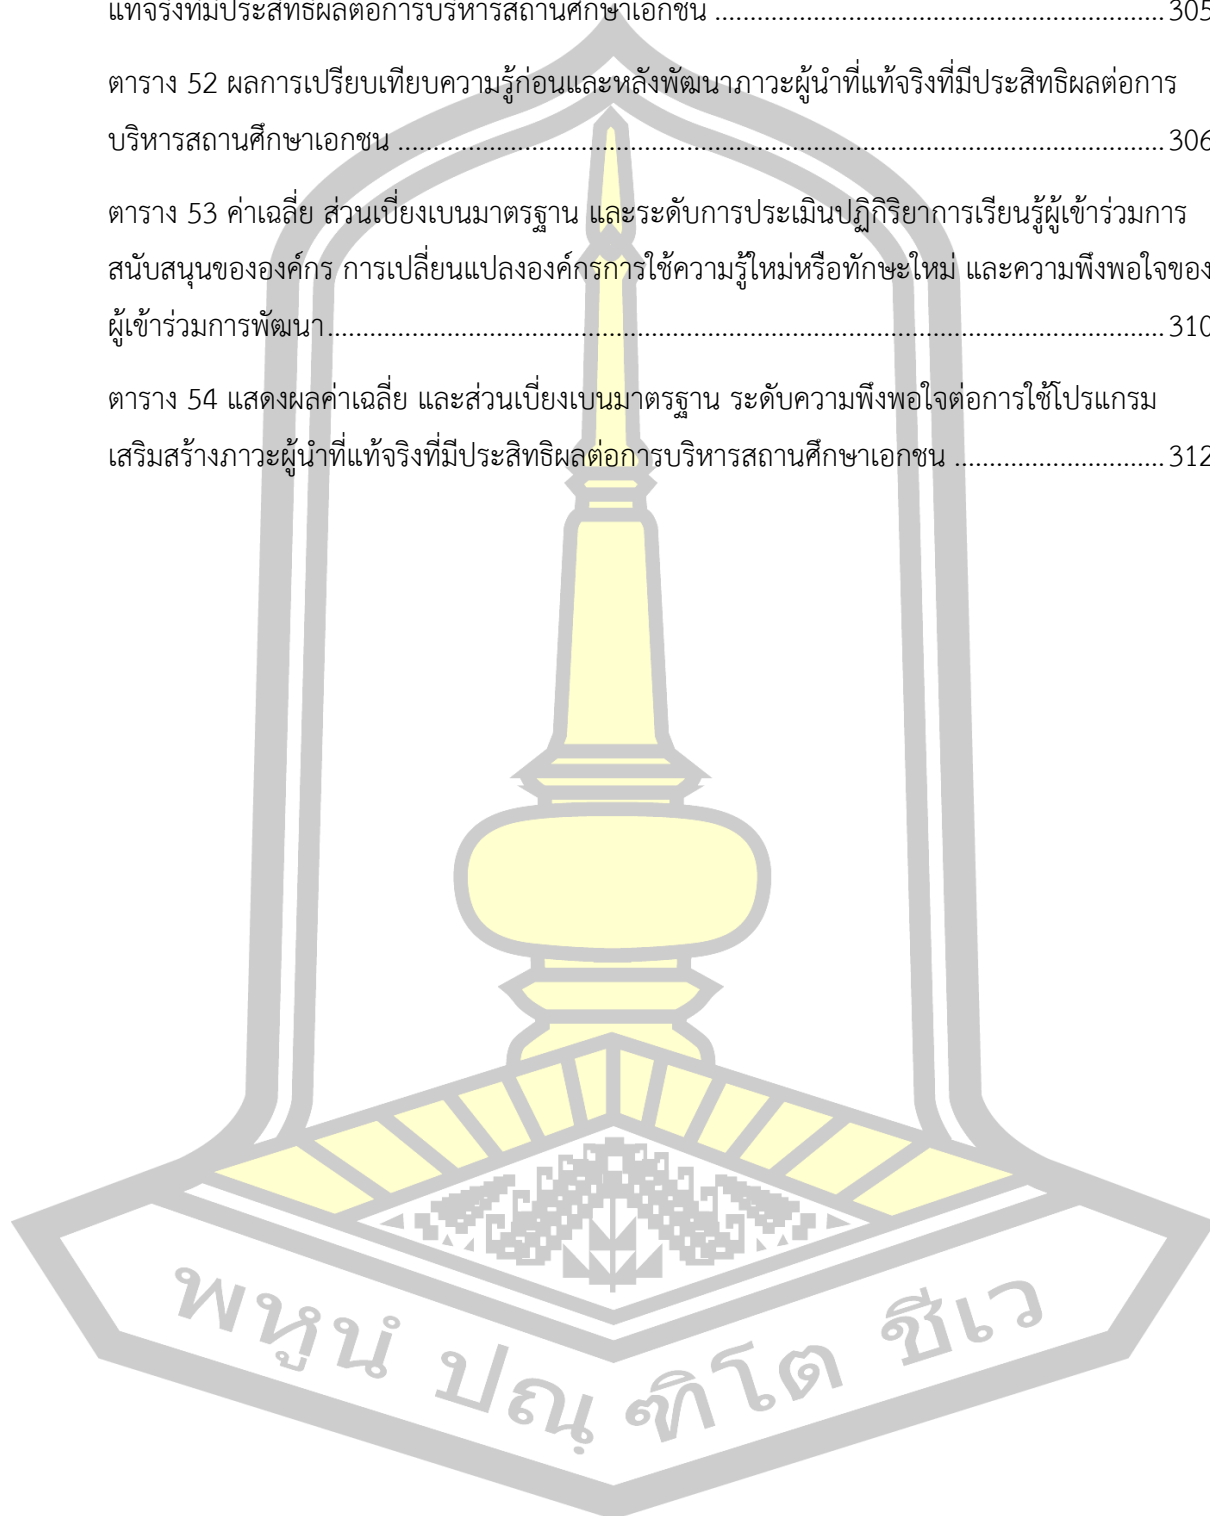 แท้จริงที่มีประสิทธิผลต่อการบริหารสถานศึกษาเอกชน ........................................................................ 305
ตาราง 52 ผลการเปรียบเทียบความรู้ก่อนและหลังพัฒนาภาวะผู้นำที่แท้จริงที่มีประสิทธิผลต่อการ
บริหารสถานศึกษาเอกชน ........................................................................................................................ 306
ตาราง 53 ค่าเฉลี่ย ส่วนเบี่ยงเบนมาตรฐาน และระดับการประเมินปฏิกิริยาการเรียนรู้ผู้เข้าร่วมการ
สนับสนุนขององค์กร การเปลี่ยนแปลงองค์กรการใช้ความรู้ใหม่หรือทักษะใหม่ และความพึงพอใจของ
ผู้เข้าร่วมการพัฒนา ................................................................................................................................... 310
ตาราง 54 แสดงผลค่าเฉลี่ย และส่วนเบี่ยงเบนมาตรฐาน ระดับความพึงพอใจต่อการใช้โปรแกรม
เสริมสร้างภาวะผู้นำที่แท้จริงที่มีประสิทธิผลต่อการบริหารสถานศึกษาเอกชน ................................. 312
พหูนํ ปณฺฑิโต ชีเว